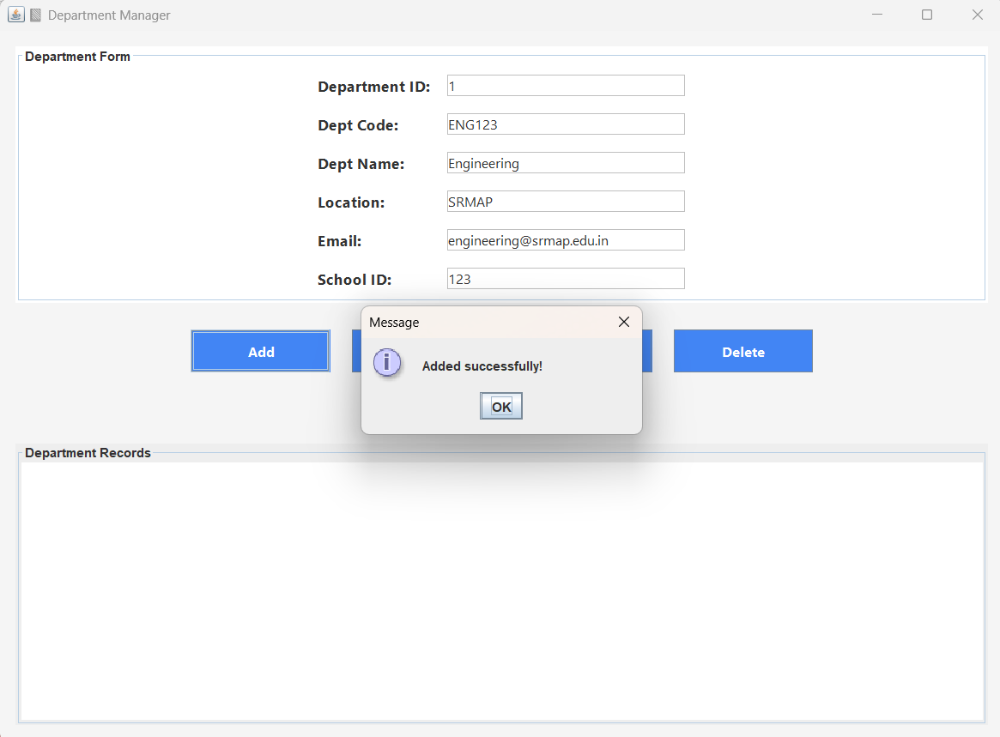 Department Manager
Department Form
Department ID: 1
Dept Code: ENG123
Dept Name: Engineering
Location: SRMAP
Email: engineering@srmap.edu.in
School ID: 123
Message
Add
Delete
i
Added successfully!
OK
Department Records